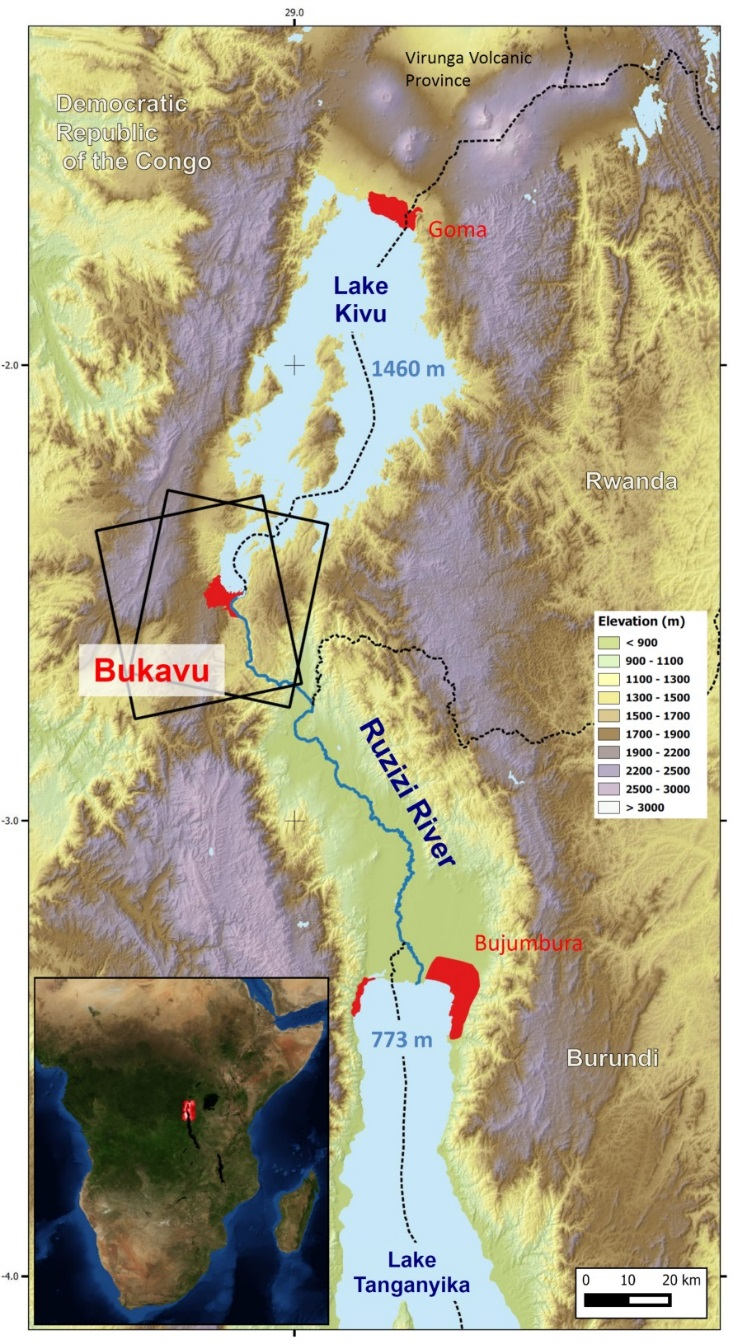 29.0
Virunga Volcanic
Province
Democratic
Republic
of the Congo
Goma
Lake
Kivu
-2.0
1460 m
Rwanda
Elevation (m)
< 900
900 - 1100
1100 - 1300
1300 - 1500
1500 - 1700
1700 - 1900
1900 - 2200
2200 - 2500
2500 - 3000
> 3000
Bukavu
Ruzizi River
-3.0
Bujumbura
773 m
Burundi
Lake
Tanganyika
-4.0
0 10 20 km